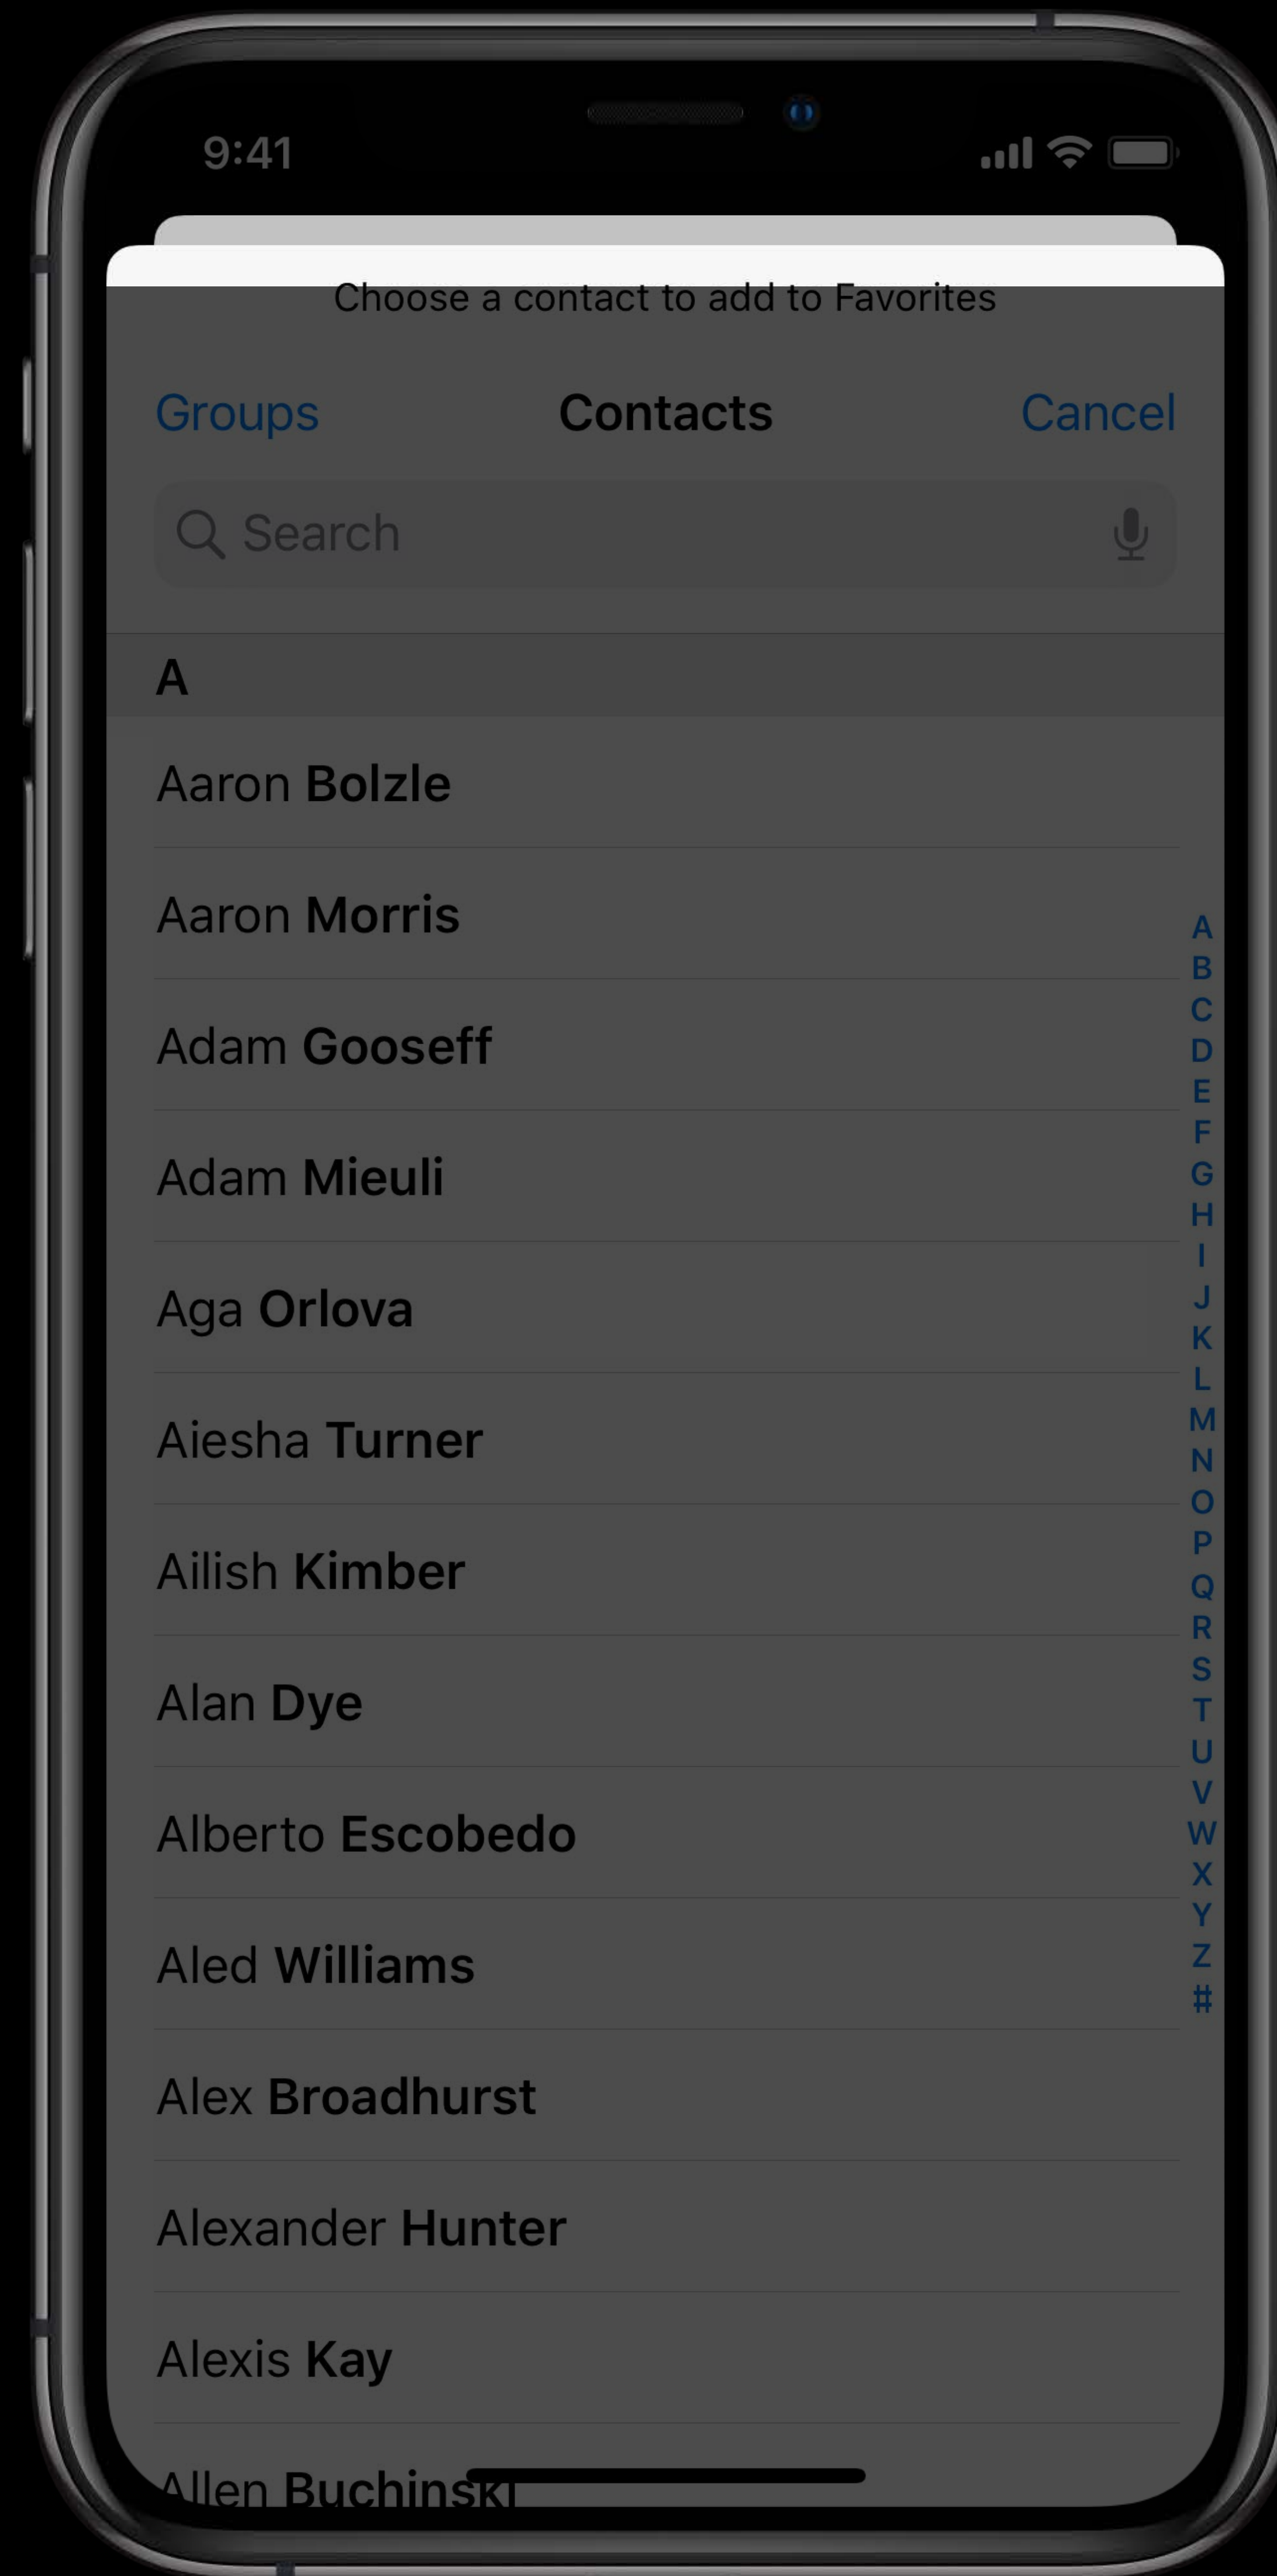 9:41
Choose a contact to add to Favorites
Groups Contacts Cancel
Search
A
Aaron Bolzle
Aaron Morris
Adam Gooseff
Adam Mieuli
Aga Orlova
Aiesha Turner
Ailish Kimber
Alan Dye
Alberto Escobedo
Aled Williams
Alex Broadhurst
Alexander Hunter
Alexis Kay
Allen Buchinski
A
B
C
D
E
F
G
H
I
J
K
L
M
N
O
P
Q
R
S
T
U
V
W
X
Y
Z
#